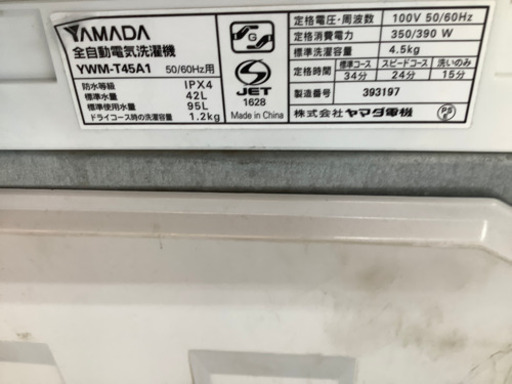 YAMADA
全自動電気洗濯機
YWM-T45A1 50/60Hz用
防水等級 IPX4
標準水量 42L
標準使用水量 95L
ドライコース時の洗濯容量 1.2kg
G
JET
1628
Made in China
定格電圧・周波数 100V 50/60Hz
定格消費電力 350/390 W
標準洗濯容量 4.5kg
定格時間 標準コース スピードコース 洗いのみ
34分 24分 15分
製造番号 393197
株式会社 ヤマダ電機
PSE